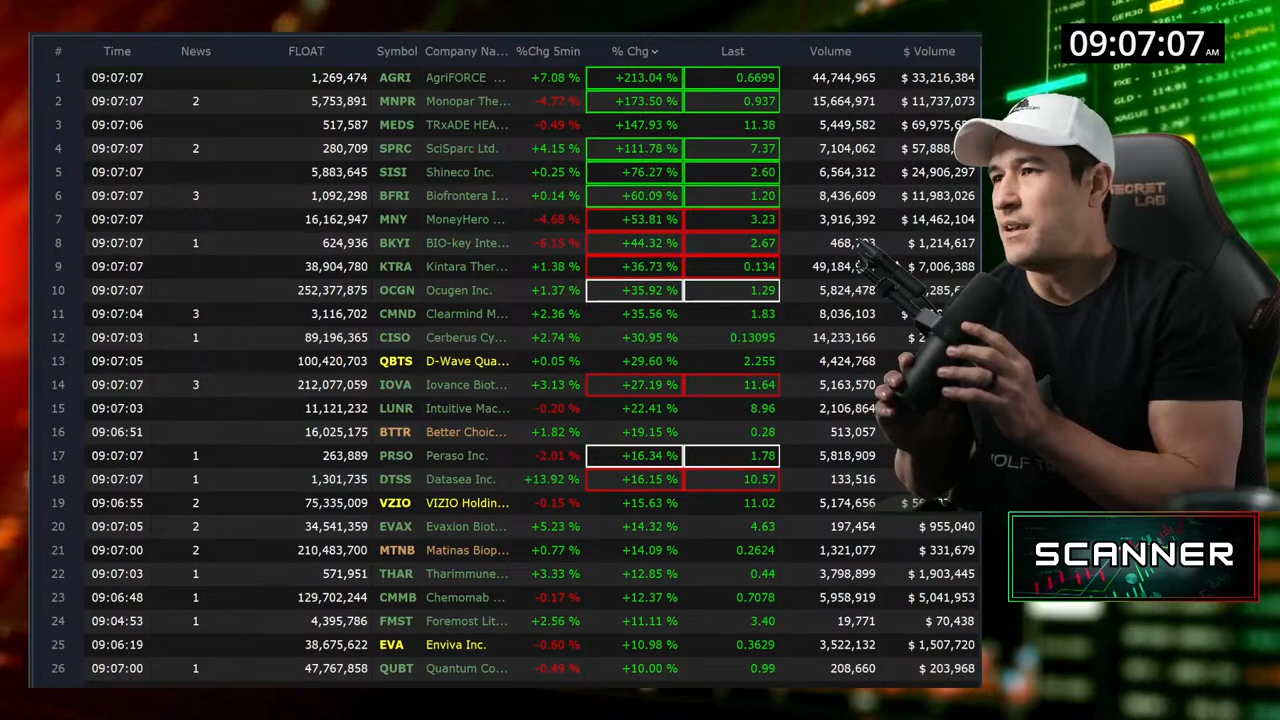 09:07:07 AM
# Time News FLOAT Symbol Company Na... %Chg 5min % Chg Last Volume $ Volume
1 09:07:07 1,269,474 AGRI AgriFORCE ... +7.08 % +213.04 % 0.6699 44,744,965 $ 33,216,384
2 09:07:07 2 5,753,891 MNPR Monopar The... -4.77 % +173.50 % 0.937 15,664,971 $ 11,737,073
3 09:07:06 517,587 MEDS TRxADE HEA... -0.49 % +147.93 % 11.38 5,449,582 $ 69,975,68
4 09:07:07 2 280,709 SPRC SciSparc Ltd. +4.15 % +111.78 % 7.37 7,104,062 $ 57,888,
5 09:07:07 5,582,645 SISI Shineco Inc. +0.25 % +76.27 % 2.60 6,564,312 $ 24,906,297
6 09:07:07 3 1,092,298 BFRI Biofrontera I... +0.14 % +60.09 % 1.20 8,436,609 $ 11,983,026
7 09:07:07 16,162,947 MNY MoneyHero ... -4.68 % +53.81 % 3.23 3,916,392 $ 14,462,104
8 09:07:07 1 624,936 BKYI BIO-key Inte... +44.32 % 2.67 $ 1,214,617
9 09:07:07 38,904,780 KTRA Kintara Ther... +1.38 % +36.73 % 0.134 49,184, $ 7,006,388
10 09:07:07 252,377,875 OCGN Ocugen Inc. +1.37 % +35.92 % 1.29 5,824,478
11 09:07:04 3 3,116,702 CMND Clearmind M... +2.36 % +35.56 % 1.83 8,036,103
12 09:07:03 1 89,196,365 CISO Cerberus Cy... +2.74 % +30.95 % 0.13095 14,233,166 $
13 09:07:05 100,420,703 QBTS D-Wave Qua... +0.05 % +29.60 % 2.255 4,424,768
14 09:07:07 3 212,077,059 IOVA Iovance Biot... +3.13 % +27.19 % 11.64 5,163,570
15 09:07:03 11,121,232 LUNR Intuitive Mac... -0.20 % +22.41 % 8.96 2,106,864
16 09:06:51 16,025,175 BTTR Better Choic... +1.82 % +19.15 % 0.28 513,057
17 09:07:07 1 263,889 PRSO Peraso Inc. -2.01 % +16.34 % 1.78 5,818,909
18 09:07:07 1 1,301,735 DTSS Datasea Inc. +13.92 % +16.15 % 10.57 133,516
19 09:06:55 2 75,335,009 VZIO VIZIO Holdin... -0.15 % +15.63 % 11.02 5,174,656 $
20 09:07:05 2 34,541,359 EVAX Evaxion Biot... +5.23 % +14.32 % 4.63 197,454 $ 955,040
21 09:07:00 2 210,483,700 MTNB Matinas Biop... +0.77 % +14.09 % 0.2624 1,321,077 $ 331,679
22 09:07:03 1 571,951 THAR Tharimmune... +3.33 % +12.85 % 0.44 3,798,899 $ 1,903,445
23 09:06:48 1 129,702,244 CMMB Chemomab ... -0.17 % +12.37 % 0.7078 5,958,919 $ 5,041,953
24 09:04:53 1 4,395,786 FMST Foremost Lit... +2.56 % +11.11 % 3.40 19,771 $ 70,438
25 09:06:19 38,675,622 EVA Enviva Inc. -0.60 % +10.98 % 0.3629 3,522,132 $ 1,507,720
26 09:07:00 1 47,767,858 QUBT Quantum Co... -0.49 % +10.00 % 0.99 208,660 $ 203,968
SECRET
LAB
SCANNER